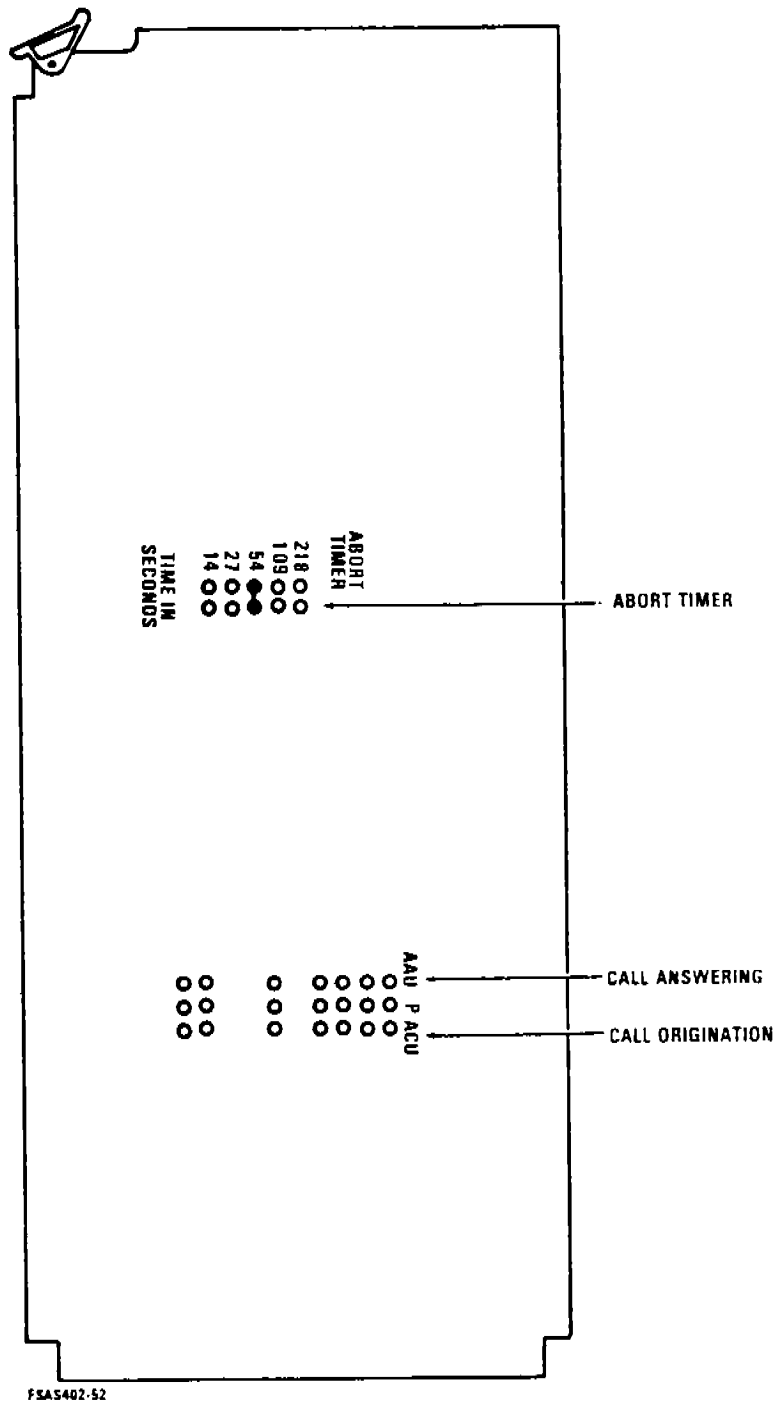 ABORT
TIMER
218
109
54
27
14
TIME IN
SECONDS
ABORT TIMER
AAU P ACU
CALL ANSWERING
CALL ORIGINATION
FSAS402-52